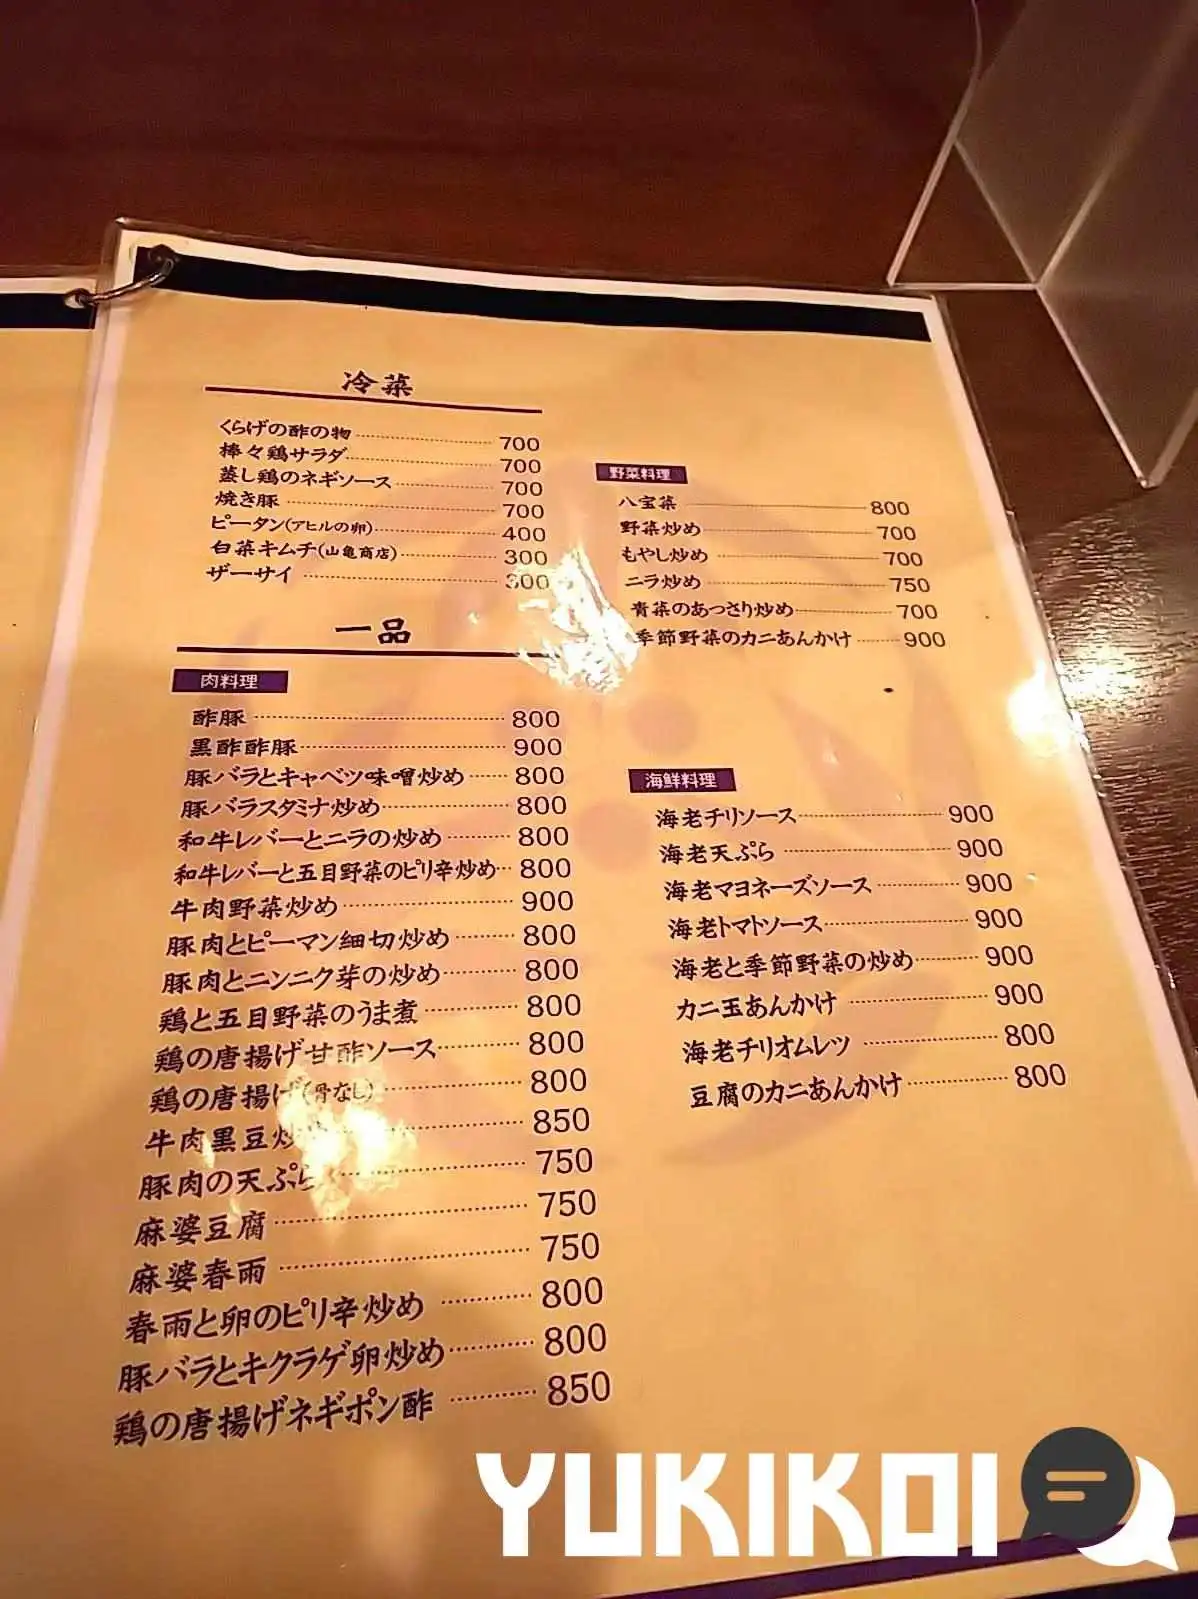 冷菜
くらげの酢の物 700
棒々鶏サラダ 700
蒸し鶏のネギソース 700
焼き豚 700
ピータン(アヒルの卵) 400
白菜キムチ(山亀商店) 300
ザーサイ 300
一品
肉料理
酢豚 800
黒酢酢豚 900
豚バラとキャベツ味噌炒め 800
豚バラスタミナ炒め 800
和牛レバーとニラの炒め 800
和牛レバーと五目野菜のピリ辛炒め 800
牛肉野菜炒め 900
豚肉とピーマン細切炒め 800
豚肉とニンニク芽の炒め 800
鶏と五目野菜のうま煮 800
鶏の唐揚げ甘酢ソース 800
鶏の唐揚げ(骨なし) 800
牛肉黒豆炒 850
豚肉の天ぷら 750
麻婆豆腐 750
麻婆春雨 750
春雨と卵のピリ辛炒め 800
豚バラとキクラゲ卵炒め 800
鶏の唐揚げネギポン酢 850
野菜料理
八宝菜 800
野菜炒め 700
もやし炒め 700
ニラ炒め 750
青菜のあっさり炒め 700
季節野菜のカニあんかけ 900
海鮮料理
海老チリソース 900
海老天ぷら 900
海老マヨネーズソース 900
海老トマトソース 900
海老と季節野菜の炒め 900
カニ玉あんかけ 900
海老チリオムレツ 800
豆腐のカニあんかけ 800
YUKIKOI